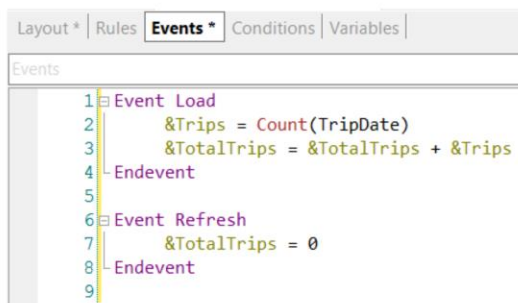 Layout * | Rules | Events * | Conditions | Variables |
Events
1 Event Load
2 &Trips = Count(TripDate)
3 &TotalTrips = &TotalTrips + &Trips
4 Endevent
5
6 Event Refresh
7 &TotalTrips = 0
8 Endevent
9